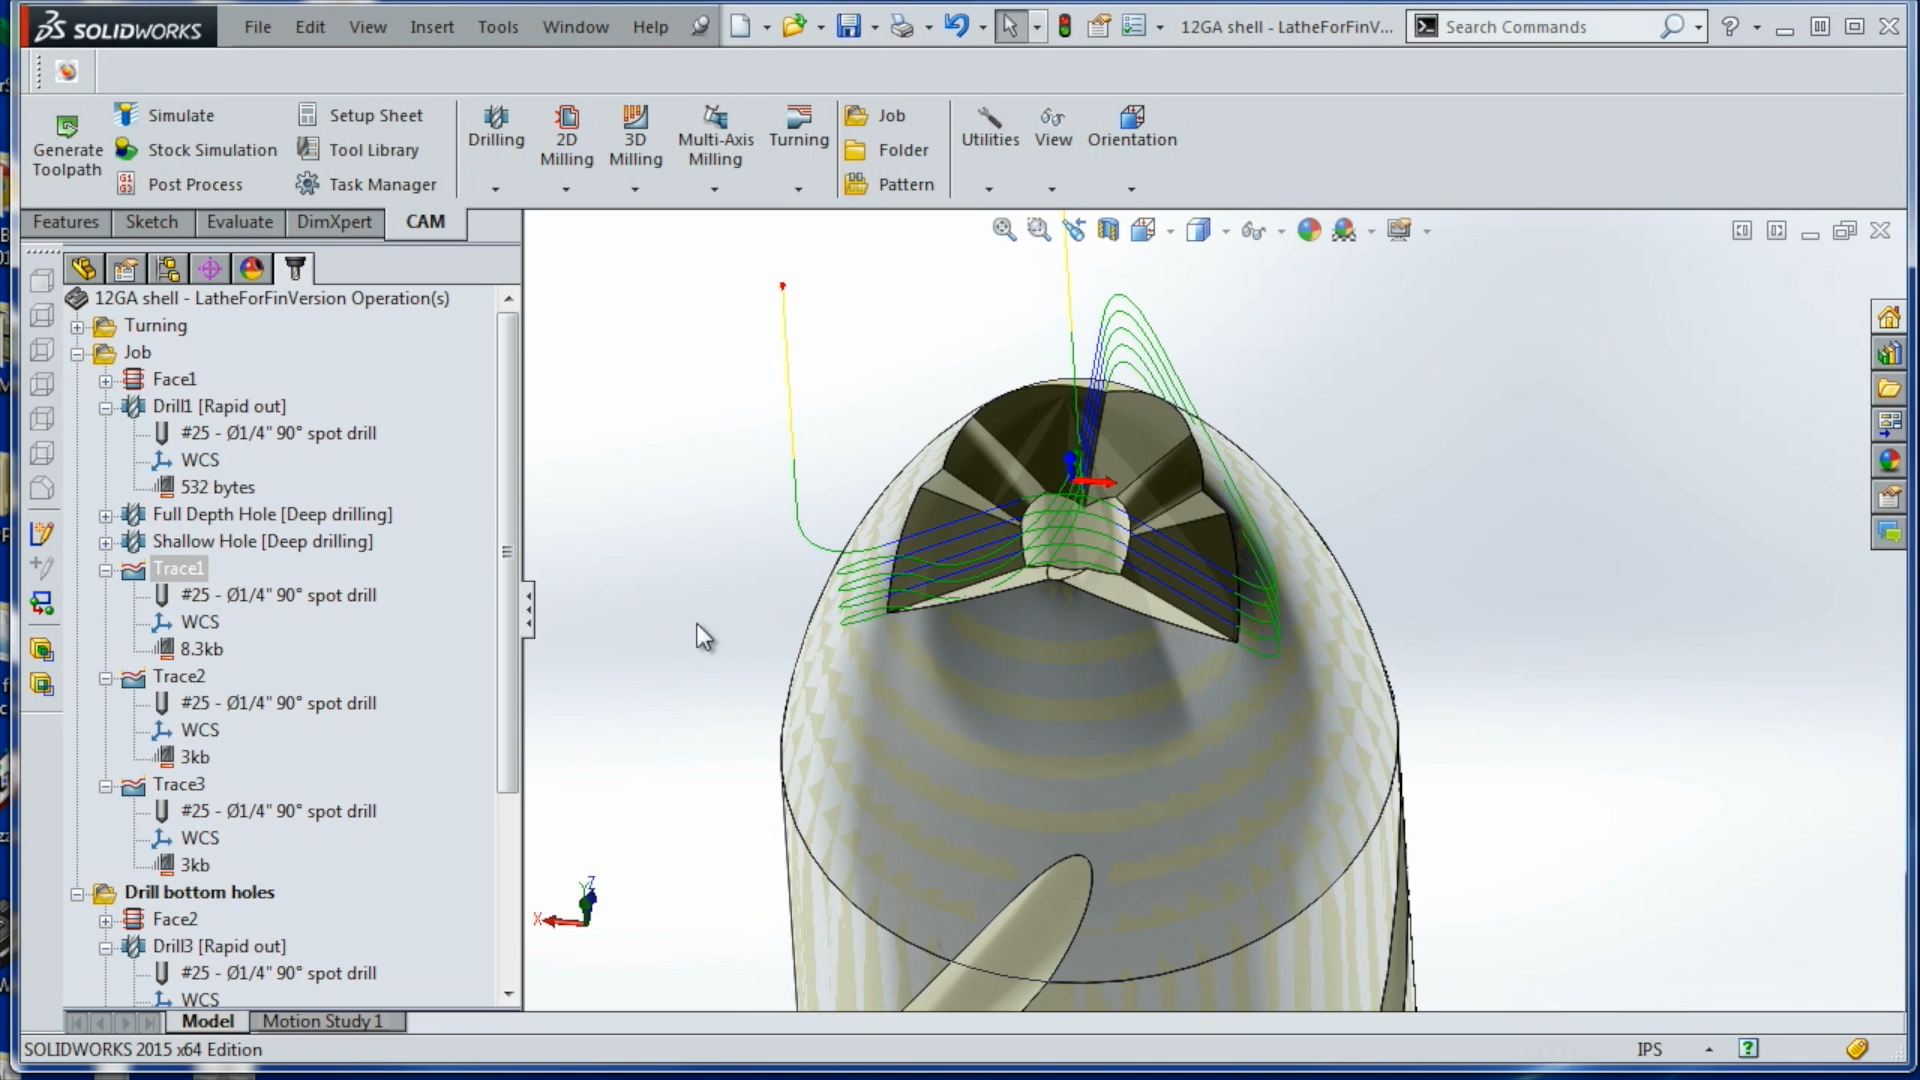 SOLIDWORKS File Edit View Insert Tools Window Help 12GA shell - LatheForFinV... Search Commands
Generate Toolpath
Simulate
Stock Simulation
Post Process
Setup Sheet
Tool Library
Task Manager
Drilling
2D Milling
3D Milling
Multi-Axis Milling
Turning
Job
Folder
Pattern
Utilities
View
Orientation
Features Sketch Evaluate DimXpert CAM
12GA shell - LatheForFinVersion Operation(s)
Turning
Job
Face1
Drill1 [Rapid out]
#25 - Ø1/4" 90° spot drill
WCS
532 bytes
Full Depth Hole [Deep drilling]
Shallow Hole [Deep drilling]
Trace1
#25 - Ø1/4" 90° spot drill
WCS
8.3kb
Trace2
#25 - Ø1/4" 90° spot drill
WCS
3kb
Trace3
#25 - Ø1/4" 90° spot drill
WCS
3kb
Drill bottom holes
Face2
Drill3 [Rapid out]
#25 - Ø1/4" 90° spot drill
WCS
X Y Z
Model Motion Study 1
SOLIDWORKS 2015 x64 Edition IPS